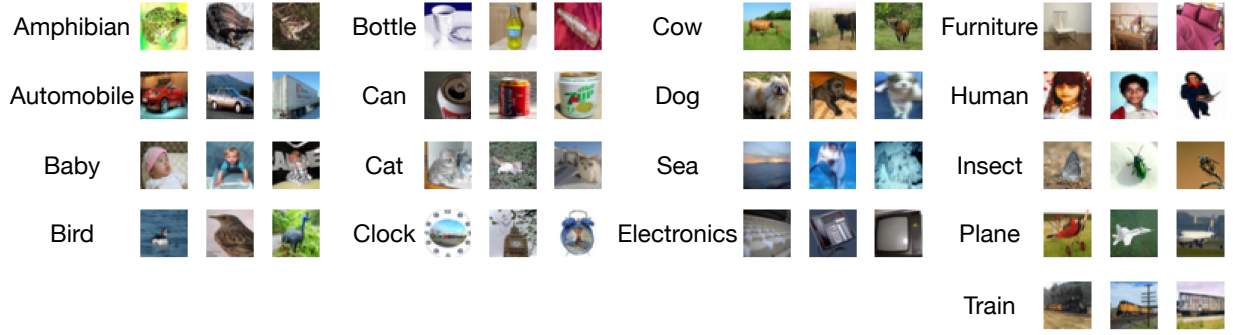 Amphibian Bottle Cow Furniture
Automobile Can Dog Human
Baby Cat Sea Insect
Bird Clock Electronics Plane
Train